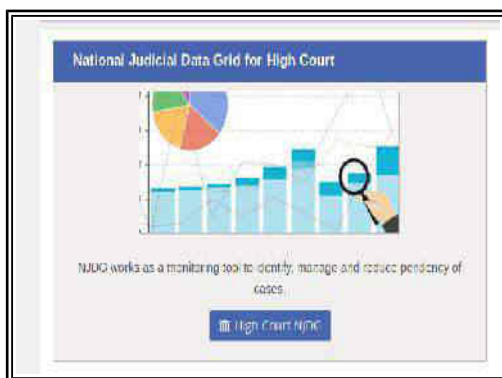 National Judicial Data Grid for High Court
NJDG works as a monitoring tool to identify, manage and reduce pendency of
cases.
High Court NJDG